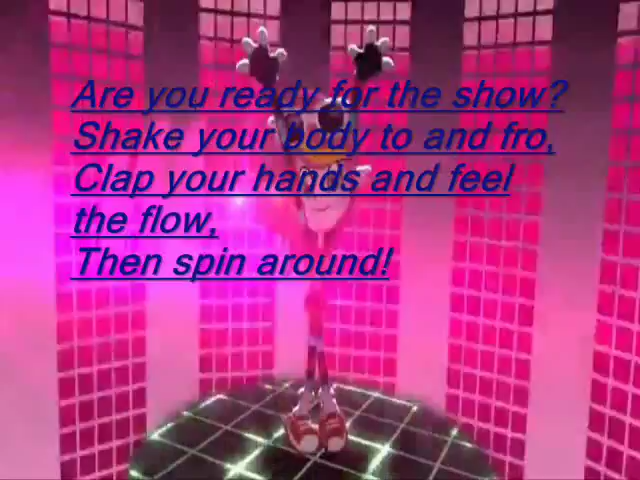 Are you ready for the show?
Shake your body to and fro,
Clap your hands and feel
the flow,
Then spin around!